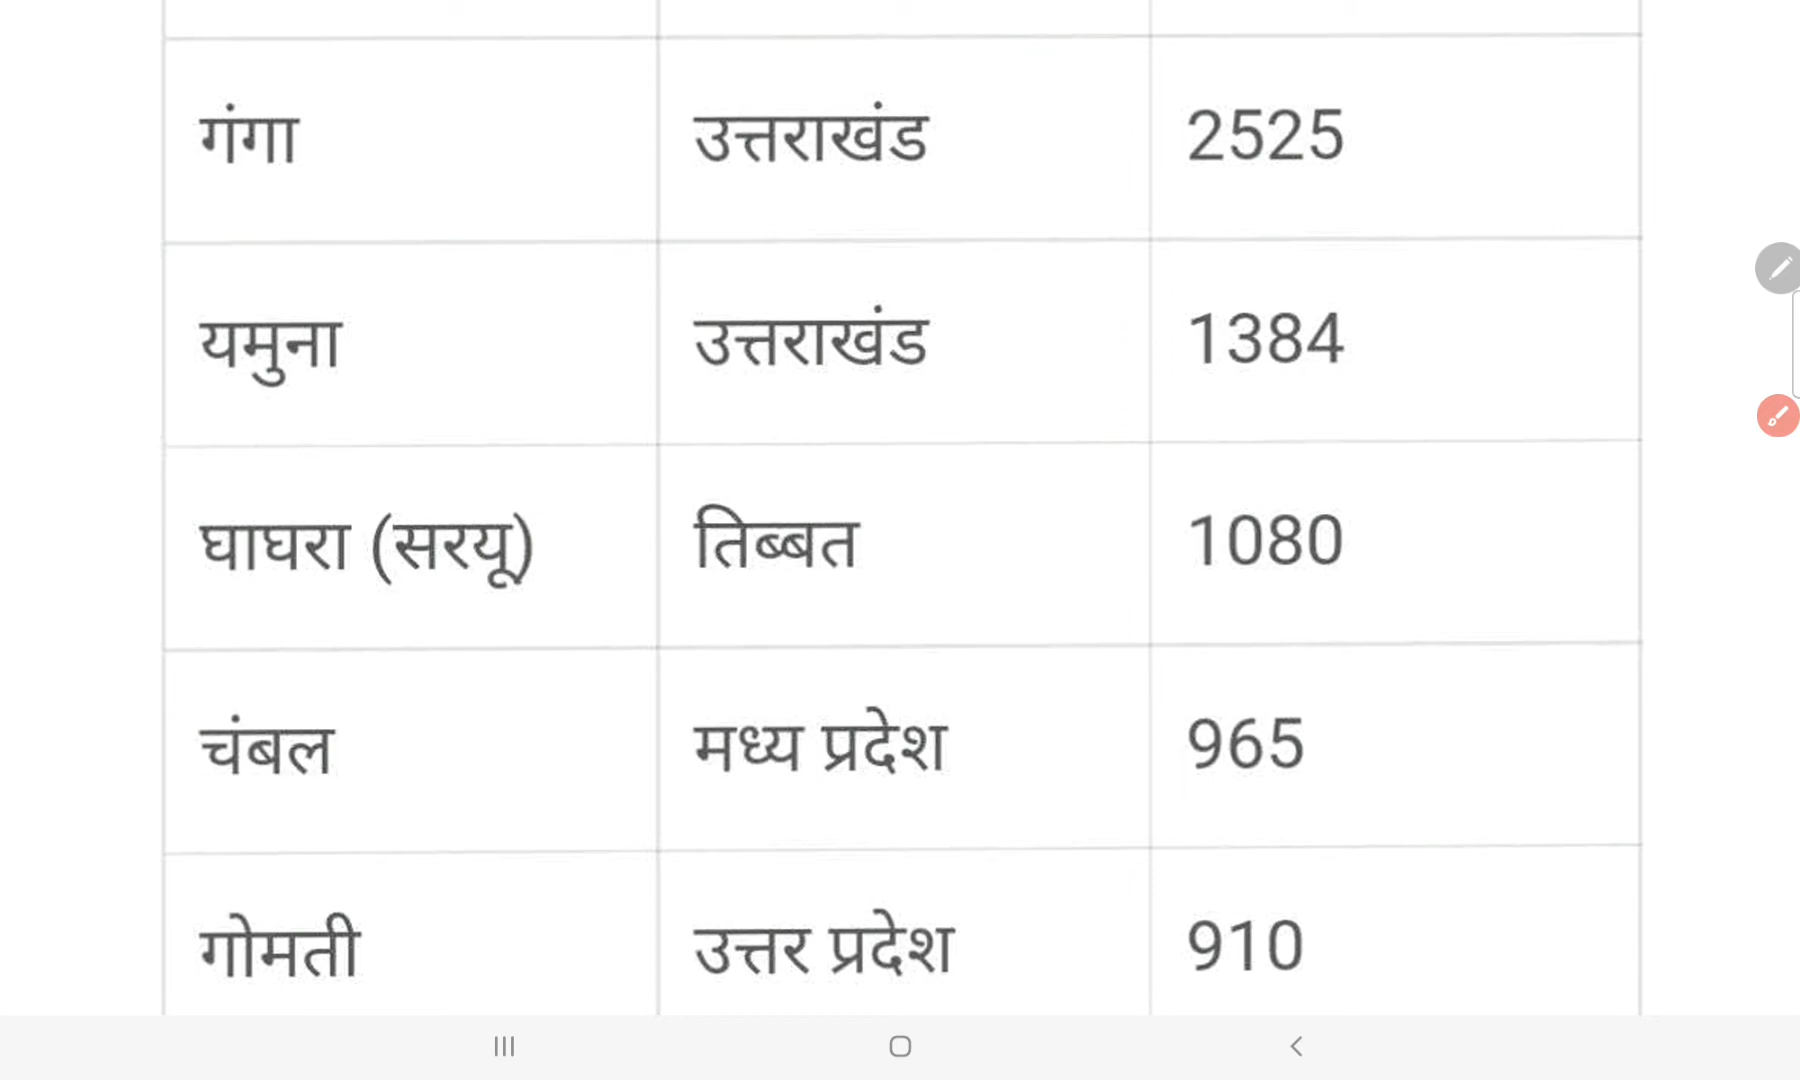 गंगा उत्तराखंड 2525
यमुना उत्तराखंड 1384
घाघरा (सरयू) तिब्बत 1080
चंबल मध्य प्रदेश 965
गोमती उत्तर प्रदेश 910